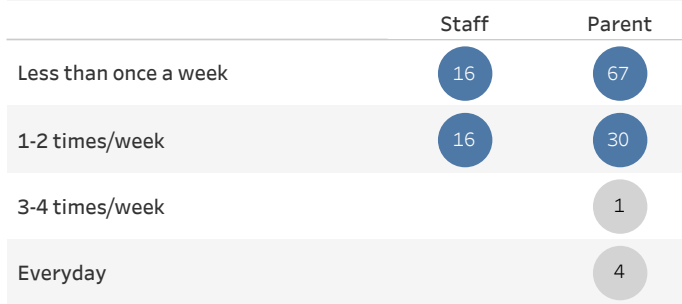 Staff Parent
Less than once a week 16 67
1-2 times/week 16 30
3-4 times/week 1
Everyday 4